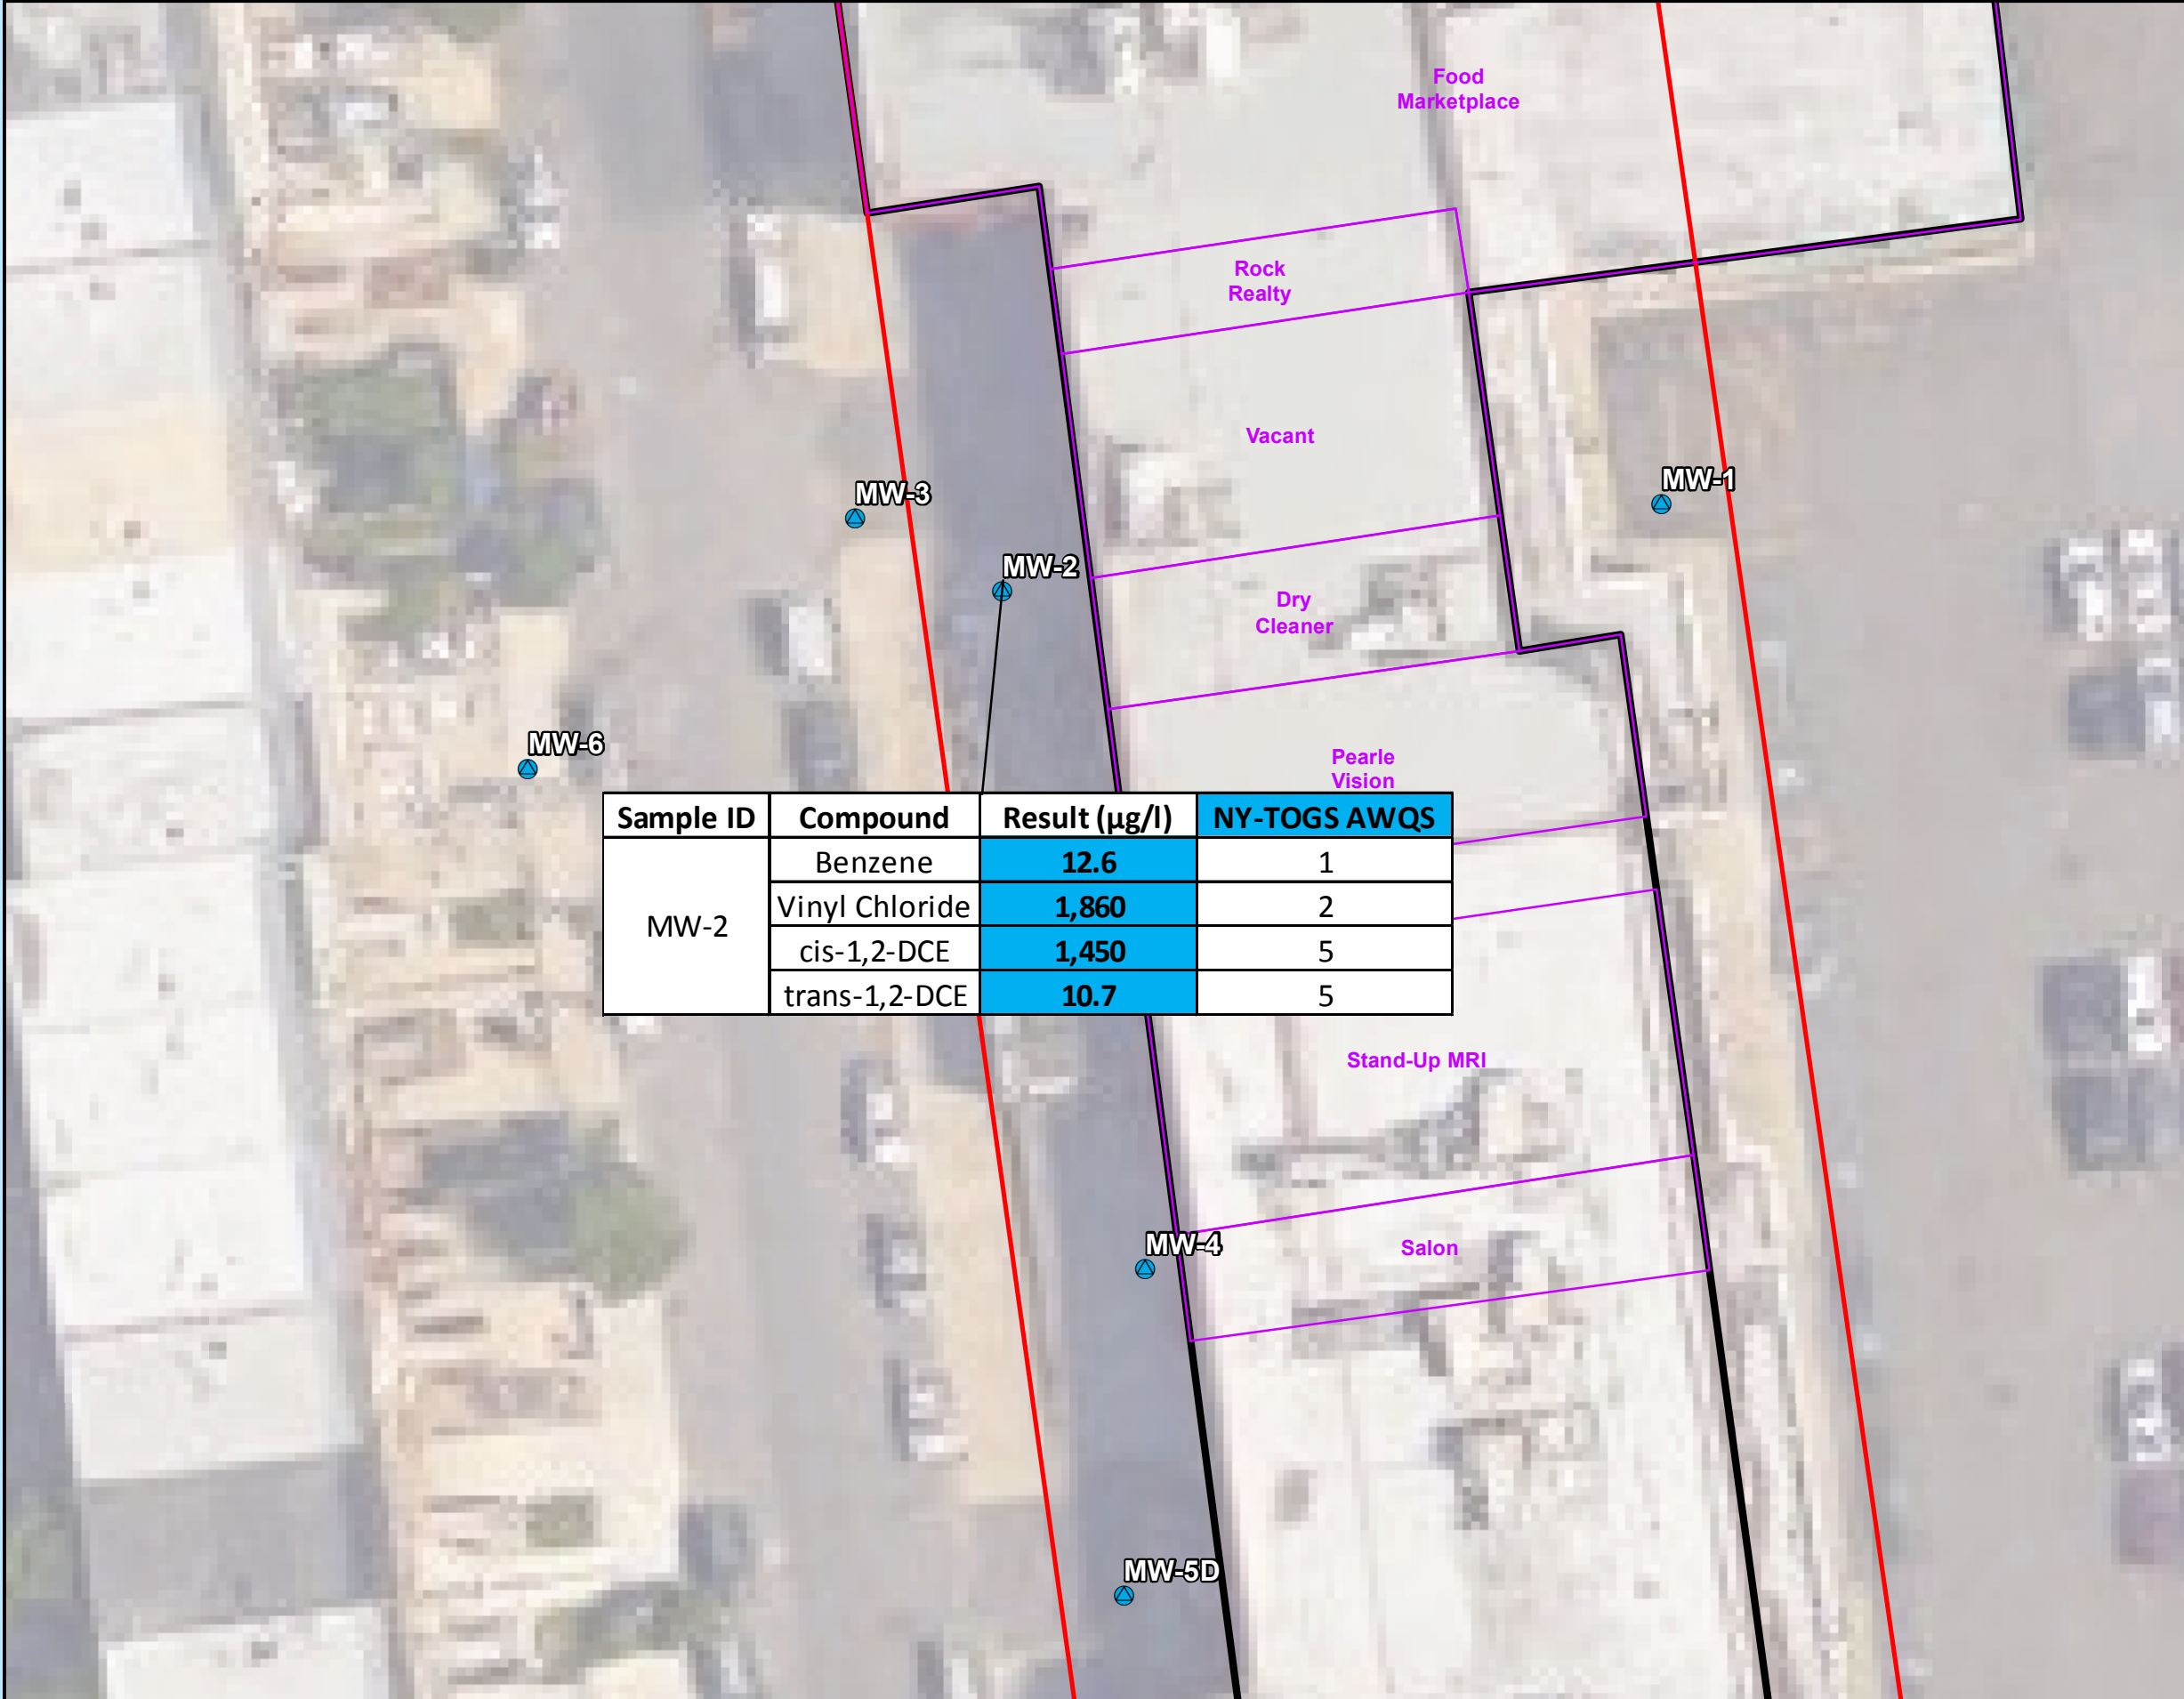 Food
Marketplace
Rock
Realty
Vacant
MW-3
MW-1
MW-2
Dry
Cleaner
MW-6
Pearle
Vision
Sample ID Compound Result (µg/l) NY-TOGS AWQS
MW-2
Benzene 12.6 1
Vinyl Chloride 1,860 2
cis-1,2-DCE 1,450 5
trans-1,2-DCE 10.7 5
Stand-Up MRI
MW-4
Salon
MW-5D